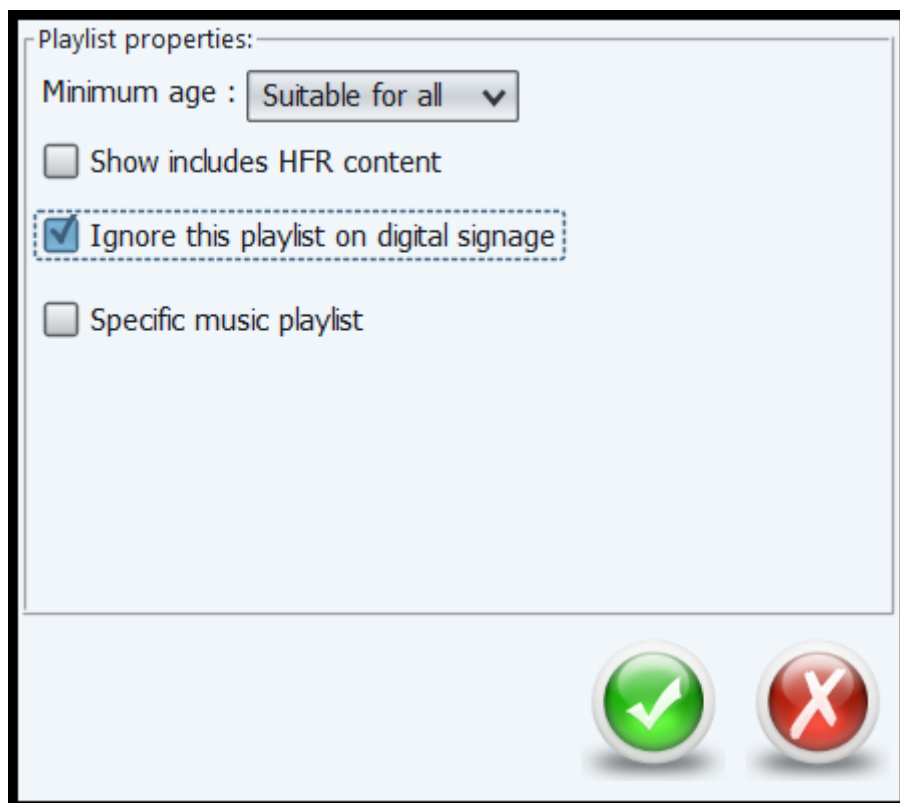 Playlist properties:
Minimum age : Suitable for all
Show includes HFR content
Ignore this playlist on digital signage
Specific music playlist